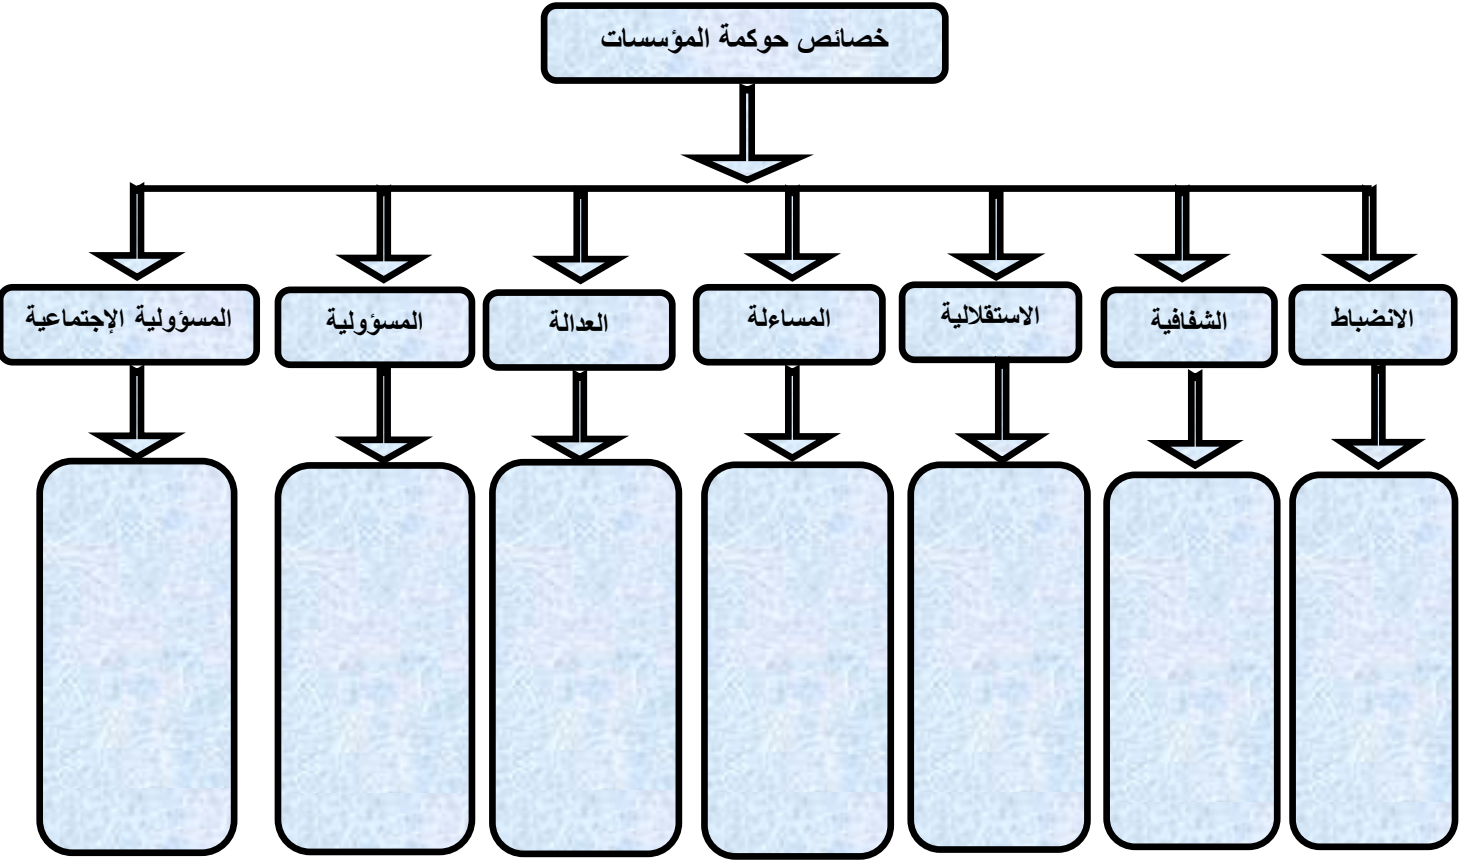 خصائص حوكمة المؤسسات
الانضباط
الشفافية
الاستقلالية
المساءلة
العدالة
المسؤولية
المسؤولية الإجتماعية